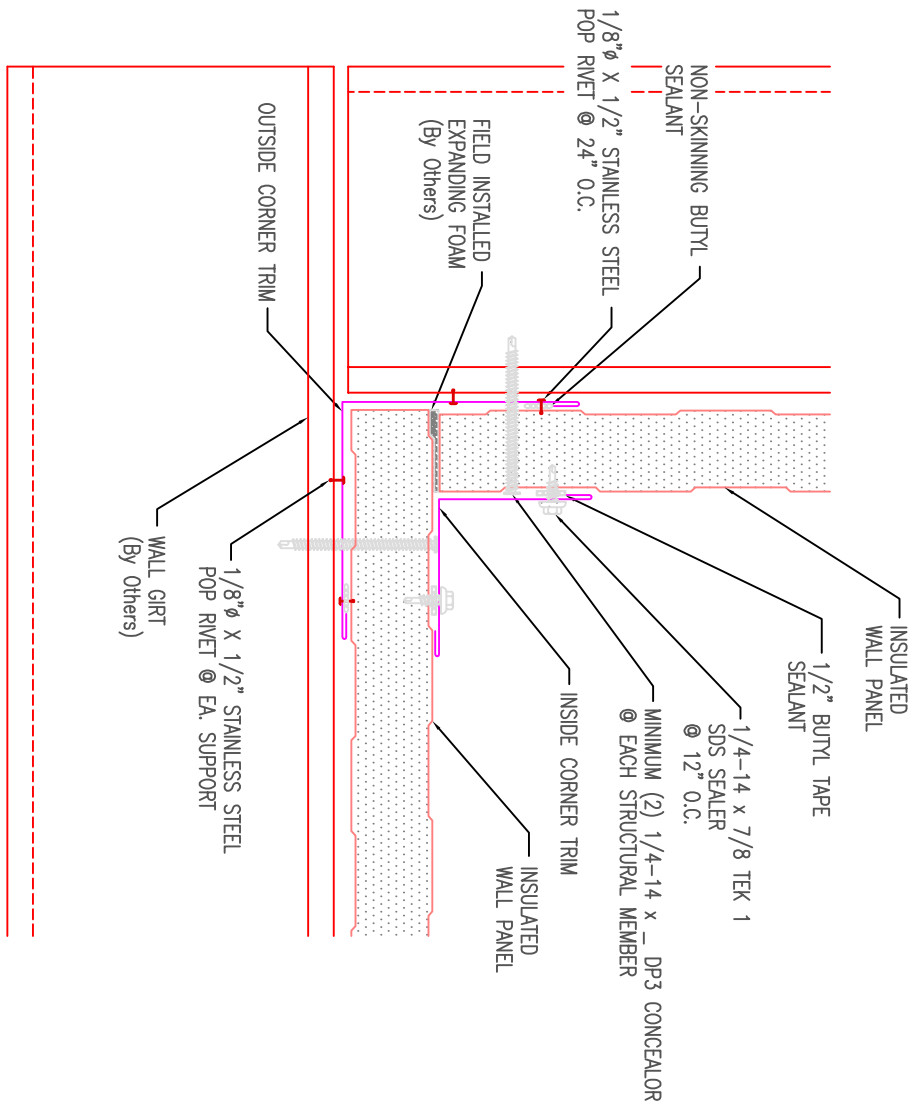 INSULATED
WALL PANEL
1/2" BUTYL TAPE
SEALANT
1/4-14 x 7/8 TEK 1
SDS SEALER
@ 12" O.C.
MINIMUM (2) 1/4-14 x _ DP3 CONCEALOR
@ EACH STRUCTURAL MEMBER
INSIDE CORNER TRIM
INSULATED
WALL PANEL
NON-SKINNING BUTYL
SEALANT
1/8"ø X 1/2" STAINLESS STEEL
POP RIVET @ 24" O.C.
FIELD INSTALLED
EXPANDING FOAM
(By Others)
OUTSIDE CORNER TRIM
1/8"ø X 1/2" STAINLESS STEEL
POP RIVET @ EA. SUPPORT
WALL GIRT
(By Others)